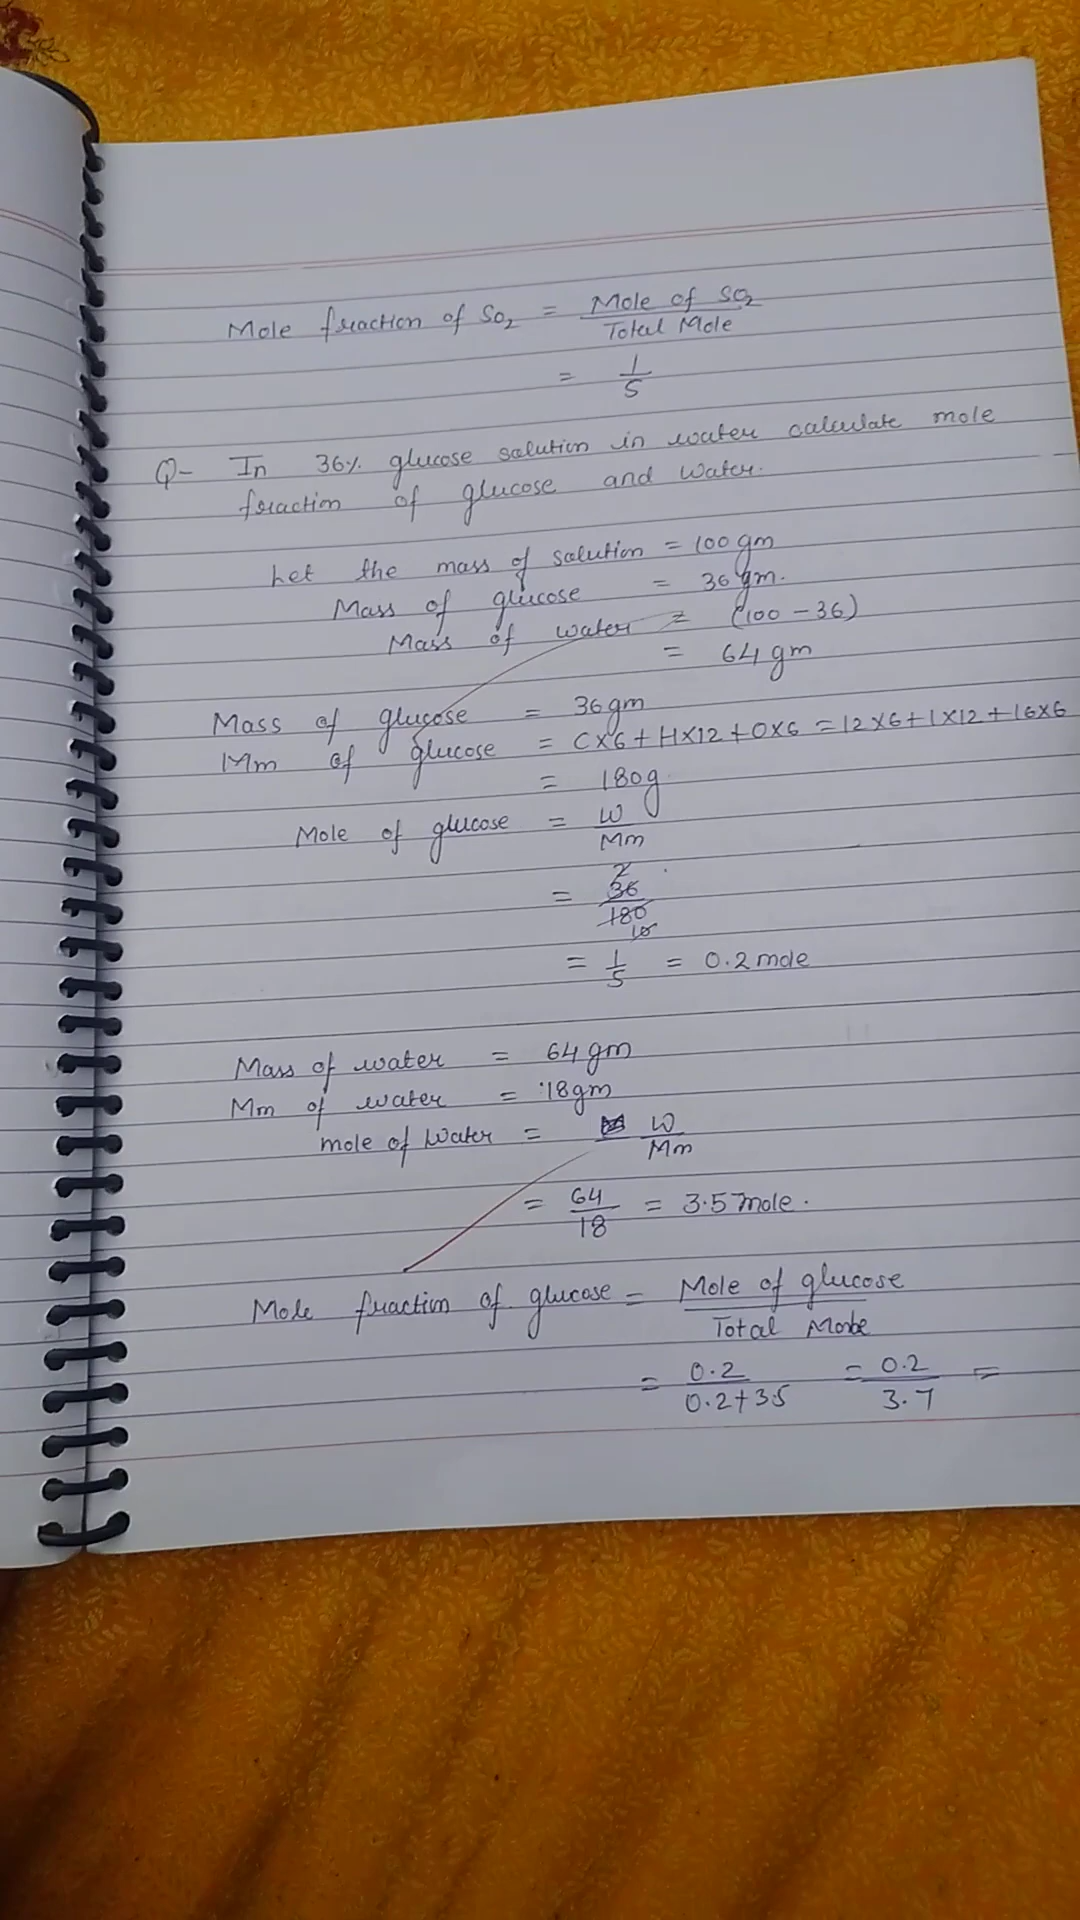 Mole fraction of SO2 = Mole of SO2 / Total Mole
= 1/5
Q- In 36% glucose solution in water calculate mole
fraction of glucose and water.
Let the mass of solution = 100 gm
Mass of glucose = 36 gm.
Mass of water = (100 - 36)
= 64 gm
Mass of glucose = 36 gm
Mm of glucose = C×6 + H×12 + O×6 = 12×6 + 1×12 + 16×6
= 180g
Mole of glucose = W / Mm
2
= 36 / 180
10
= 1/5 = 0.2 mole
Mass of water = 64 gm
Mm of water = 18 gm
mole of water = W / Mm
= 64 / 18 = 3.5 mole.
Mole fraction of glucose = Mole of glucose / Total Mole
= 0.2 / 0.2+3.5 = 0.2 / 3.7 =